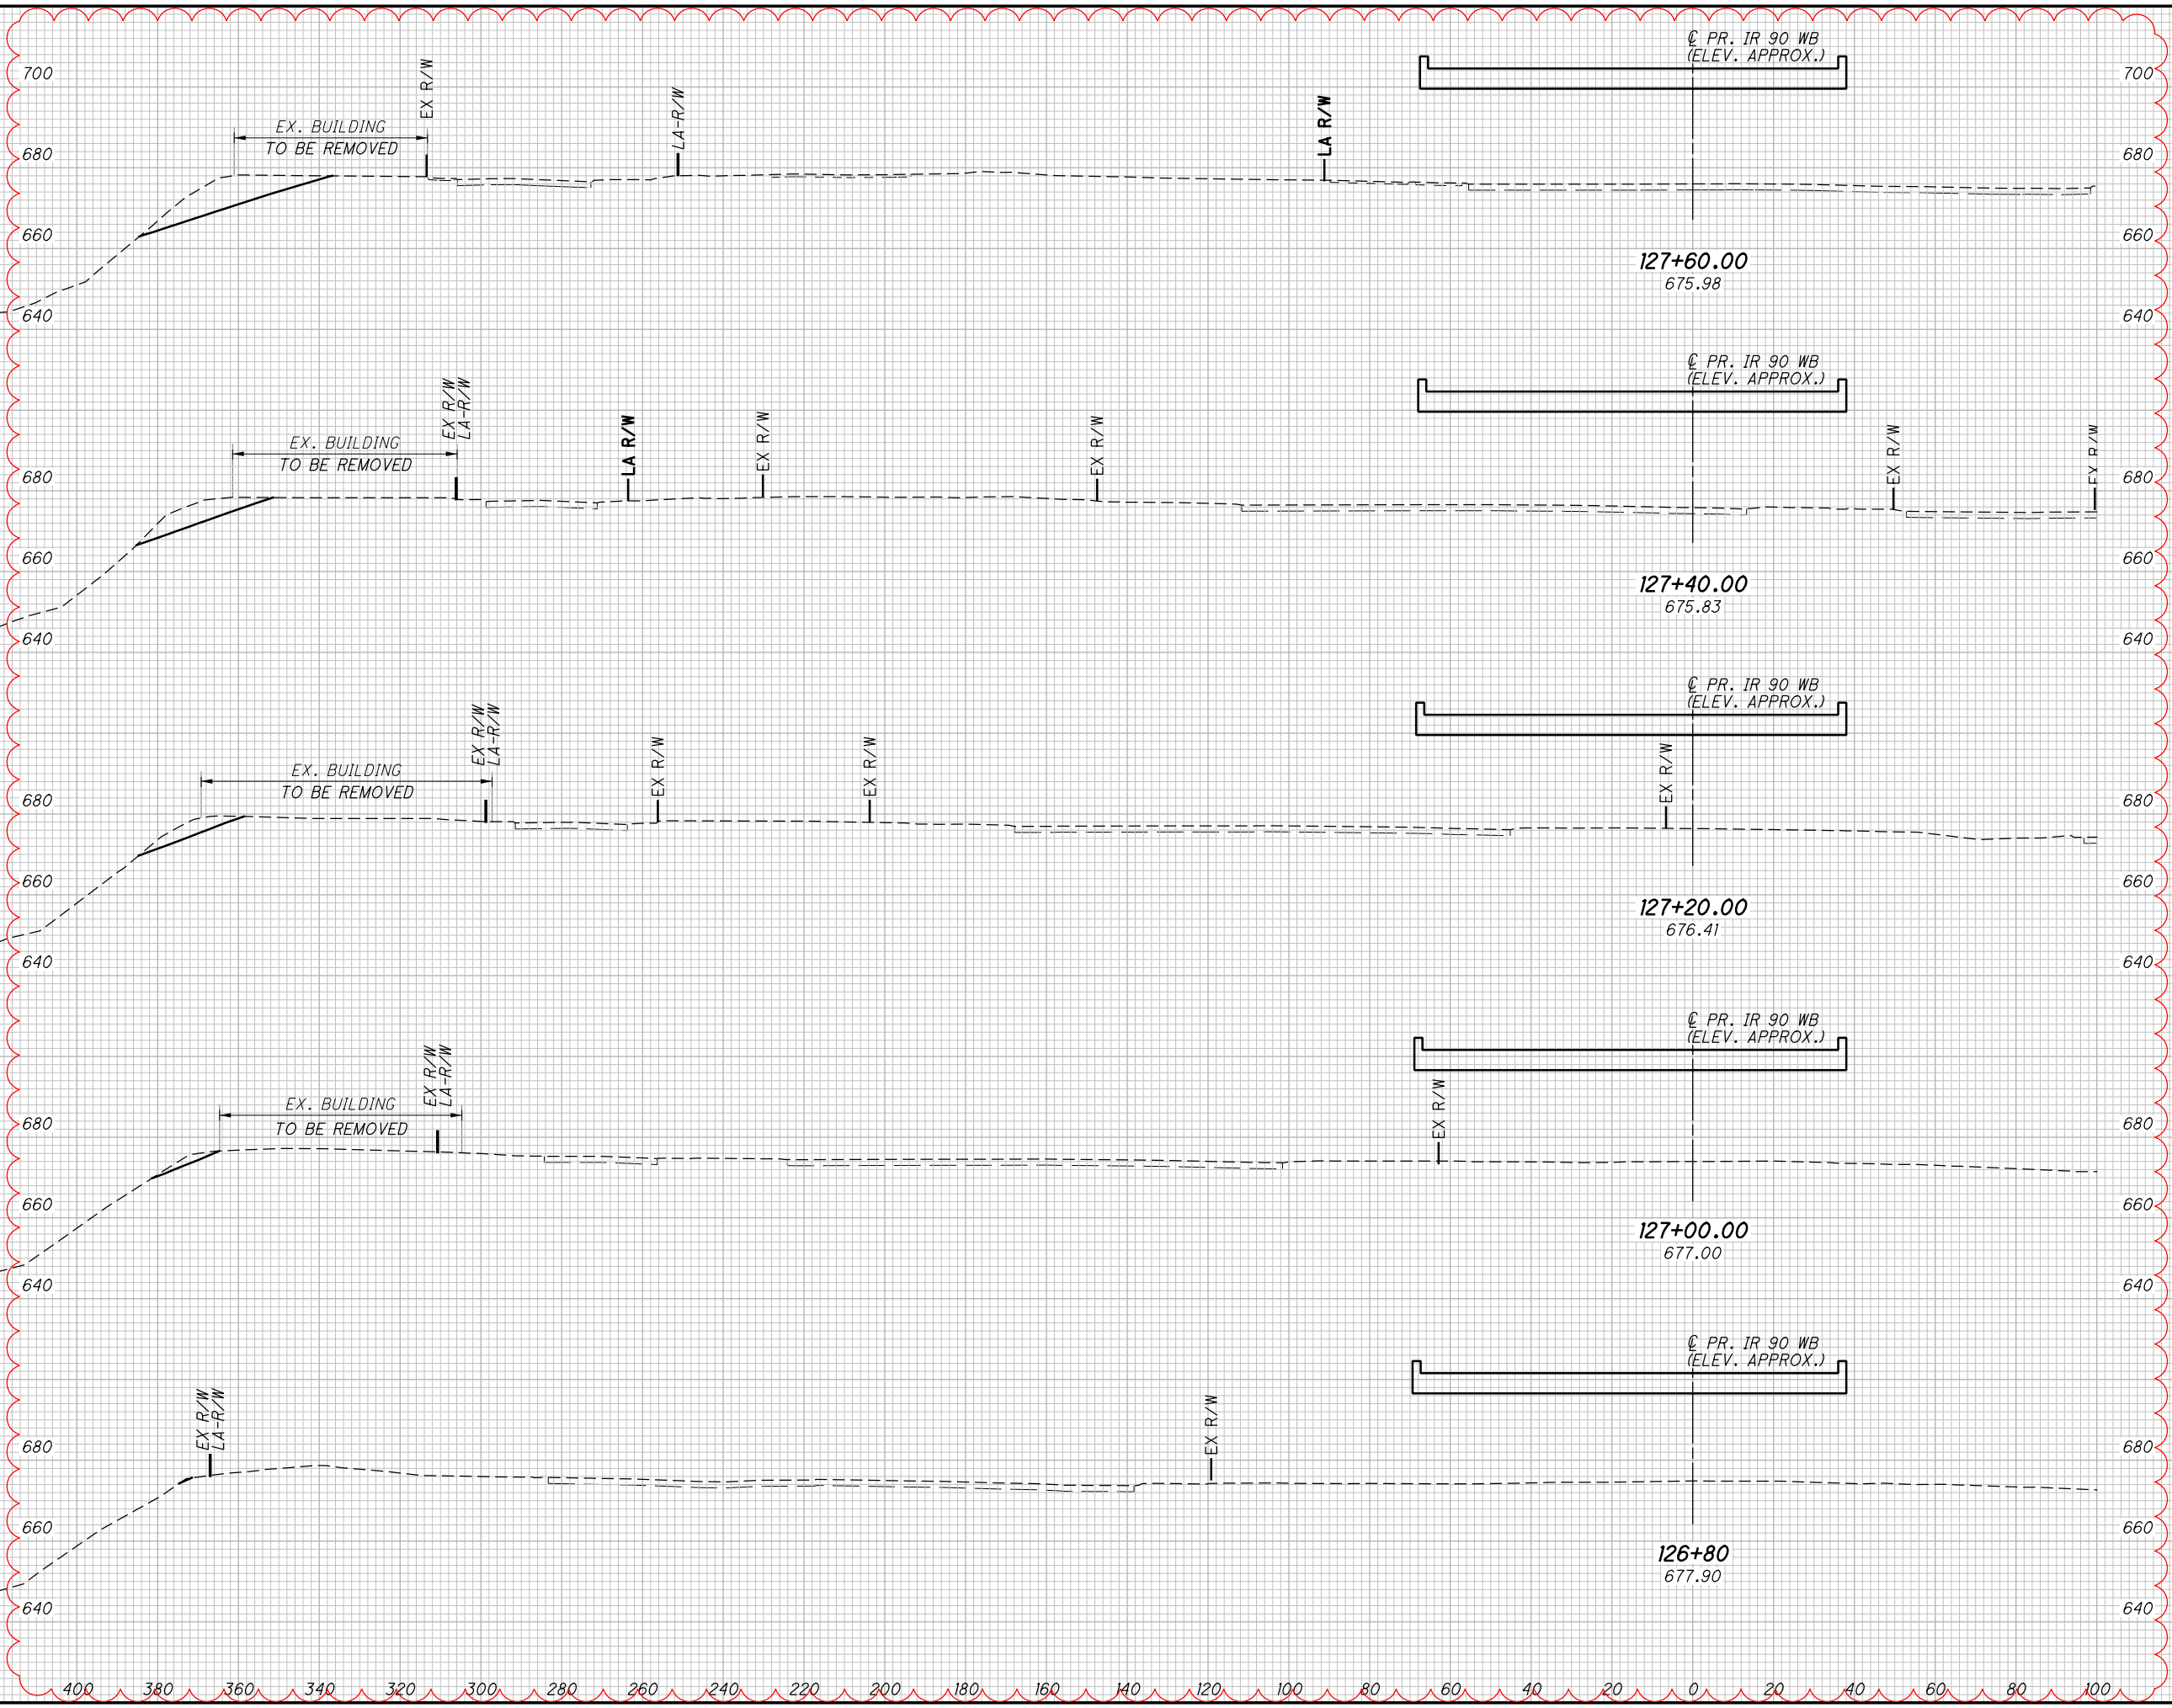 ℄ PR. IR 90 WB
(ELEV. APPROX.)
700
700
EX R/W
LA-R/W
LA R/W
EX. BUILDING
TO BE REMOVED
680
680
660
660
127+60.00
675.98
640
640
℄ PR. IR 90 WB
(ELEV. APPROX.)
EX R/W
LA-R/W
LA R/W
EX R/W
EX R/W
EX R/W
EX R/W
EX. BUILDING
TO BE REMOVED
680
680
660
660
127+40.00
675.83
640
640
℄ PR. IR 90 WB
(ELEV. APPROX.)
EX R/W
LA-R/W
EX R/W
EX R/W
EX R/W
EX. BUILDING
TO BE REMOVED
680
680
660
660
127+20.00
676.41
640
640
℄ PR. IR 90 WB
(ELEV. APPROX.)
EX R/W
LA-R/W
EX R/W
EX. BUILDING
TO BE REMOVED
680
680
660
660
127+00.00
677.00
640
640
℄ PR. IR 90 WB
(ELEV. APPROX.)
EX R/W
LA-R/W
EX R/W
680
680
660
660
126+80
677.90
640
640
400 380 360 340 320 300 280 260 240 220 200 180 160 140 120 100 80 60 40 20 0 20 40 60 80 100